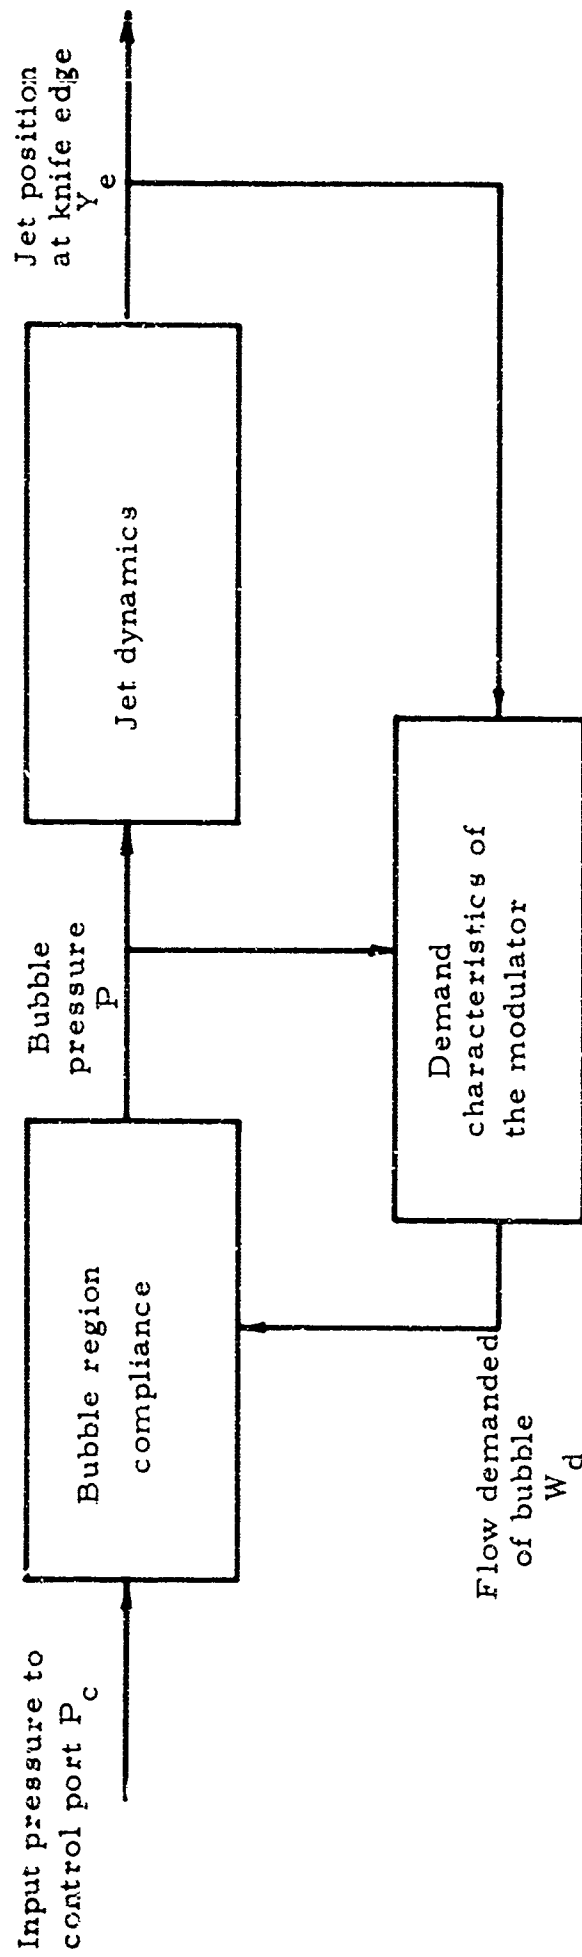 Input pressure to
control port P_c
Bubble region
compliance
Bubble
pressure
P
Jet dynamics
Jet position
at knife edge
Y_e
Demand
characteristics of
the modulator
Flow demanded
of bubble
W_d